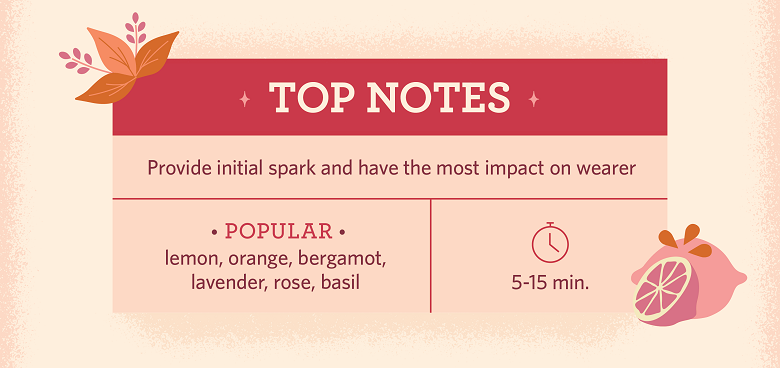 TOP NOTES
Provide initial spark and have the most impact on wearer
• POPULAR •
lemon, orange, bergamot,
lavender, rose, basil
5-15 min.